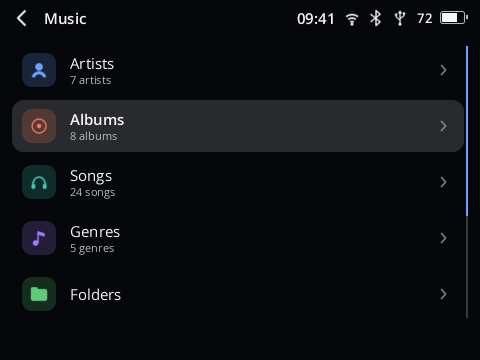 Music 09:41 72
Artists
7 artists
Albums
8 albums
Songs
24 songs
Genres
5 genres
Folders